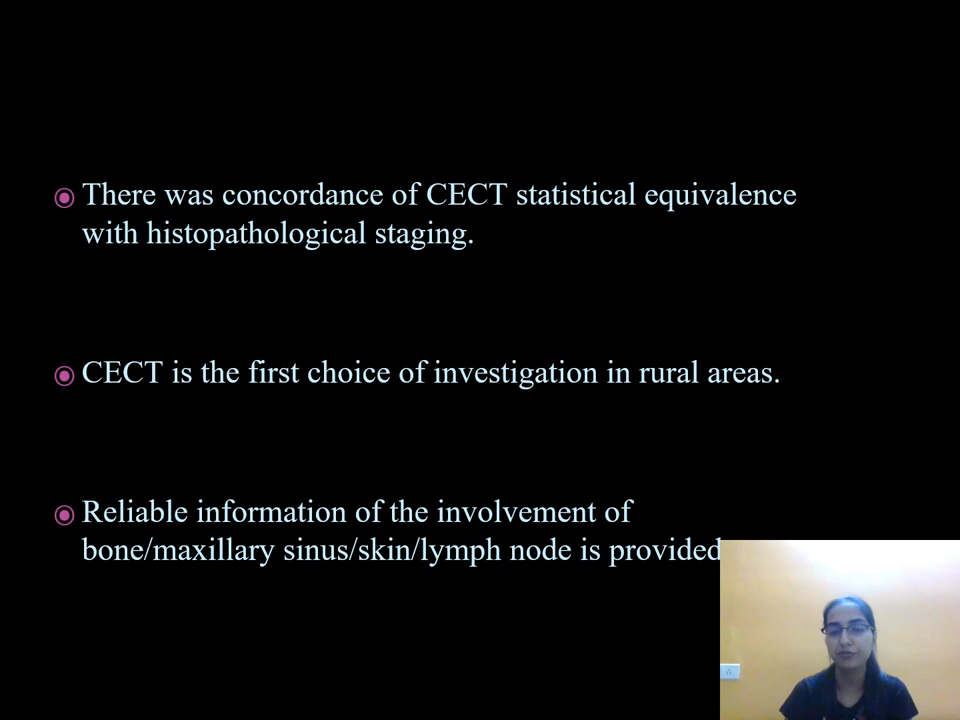 There was concordance of CECT statistical equivalence
with histopathological staging.
CECT is the first choice of investigation in rural areas.
Reliable information of the involvement of
bone/maxillary sinus/skin/lymph node is provided